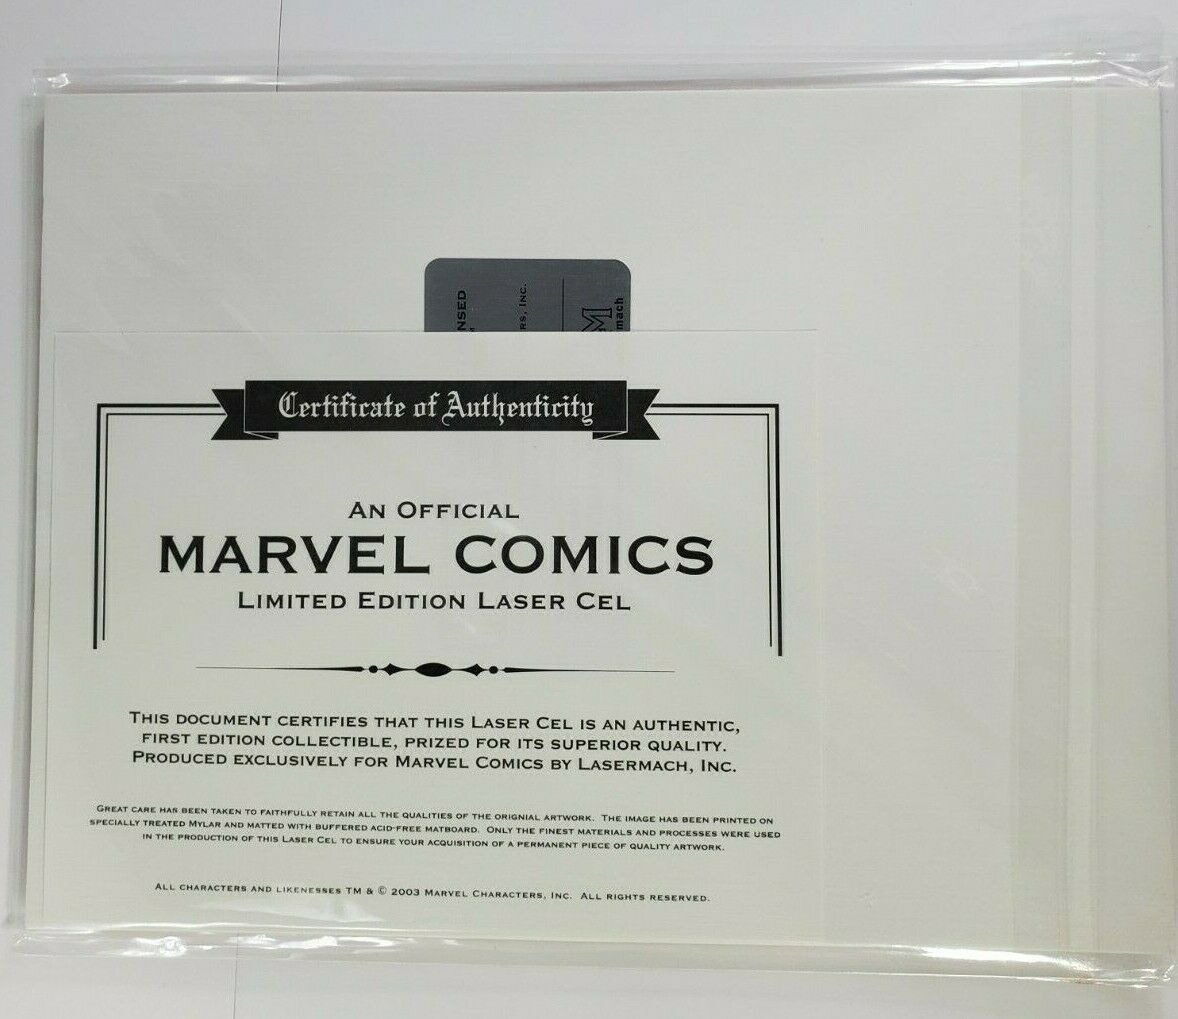 NSED
RS, INC.
M
mach
Certificate of Authenticity
AN OFFICIAL
MARVEL COMICS
LIMITED EDITION LASER CEL
THIS DOCUMENT CERTIFIES THAT THIS LASER CEL IS AN AUTHENTIC,
FIRST EDITION COLLECTIBLE, PRIZED FOR ITS SUPERIOR QUALITY.
PRODUCED EXCLUSIVELY FOR MARVEL COMICS BY LASERMACH, INC.
GREAT CARE HAS BEEN TAKEN TO FAITHFULLY RETAIN ALL THE QUALITIES OF THE ORIGNIAL ARTWORK. THE IMAGE HAS BEEN PRINTED ON
SPECIALLY TREATED MYLAR AND MATTED WITH BUFFERED ACID-FREE MATBOARD. ONLY THE FINEST MATERIALS AND PROCESSES WERE USED
IN THE PRODUCTION OF THIS LASER CEL TO ENSURE YOUR ACQUISITION OF A PERMANENT PIECE OF QUALITY ARTWORK.
ALL CHARACTERS AND LIKENESSES TM & © 2003 MARVEL CHARACTERS, INC. ALL RIGHTS RESERVED.